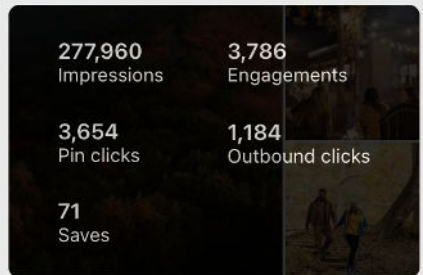 277,960
Impressions
3,786
Engagements
3,654
Pin clicks
1,184
Outbound clicks
71
Saves